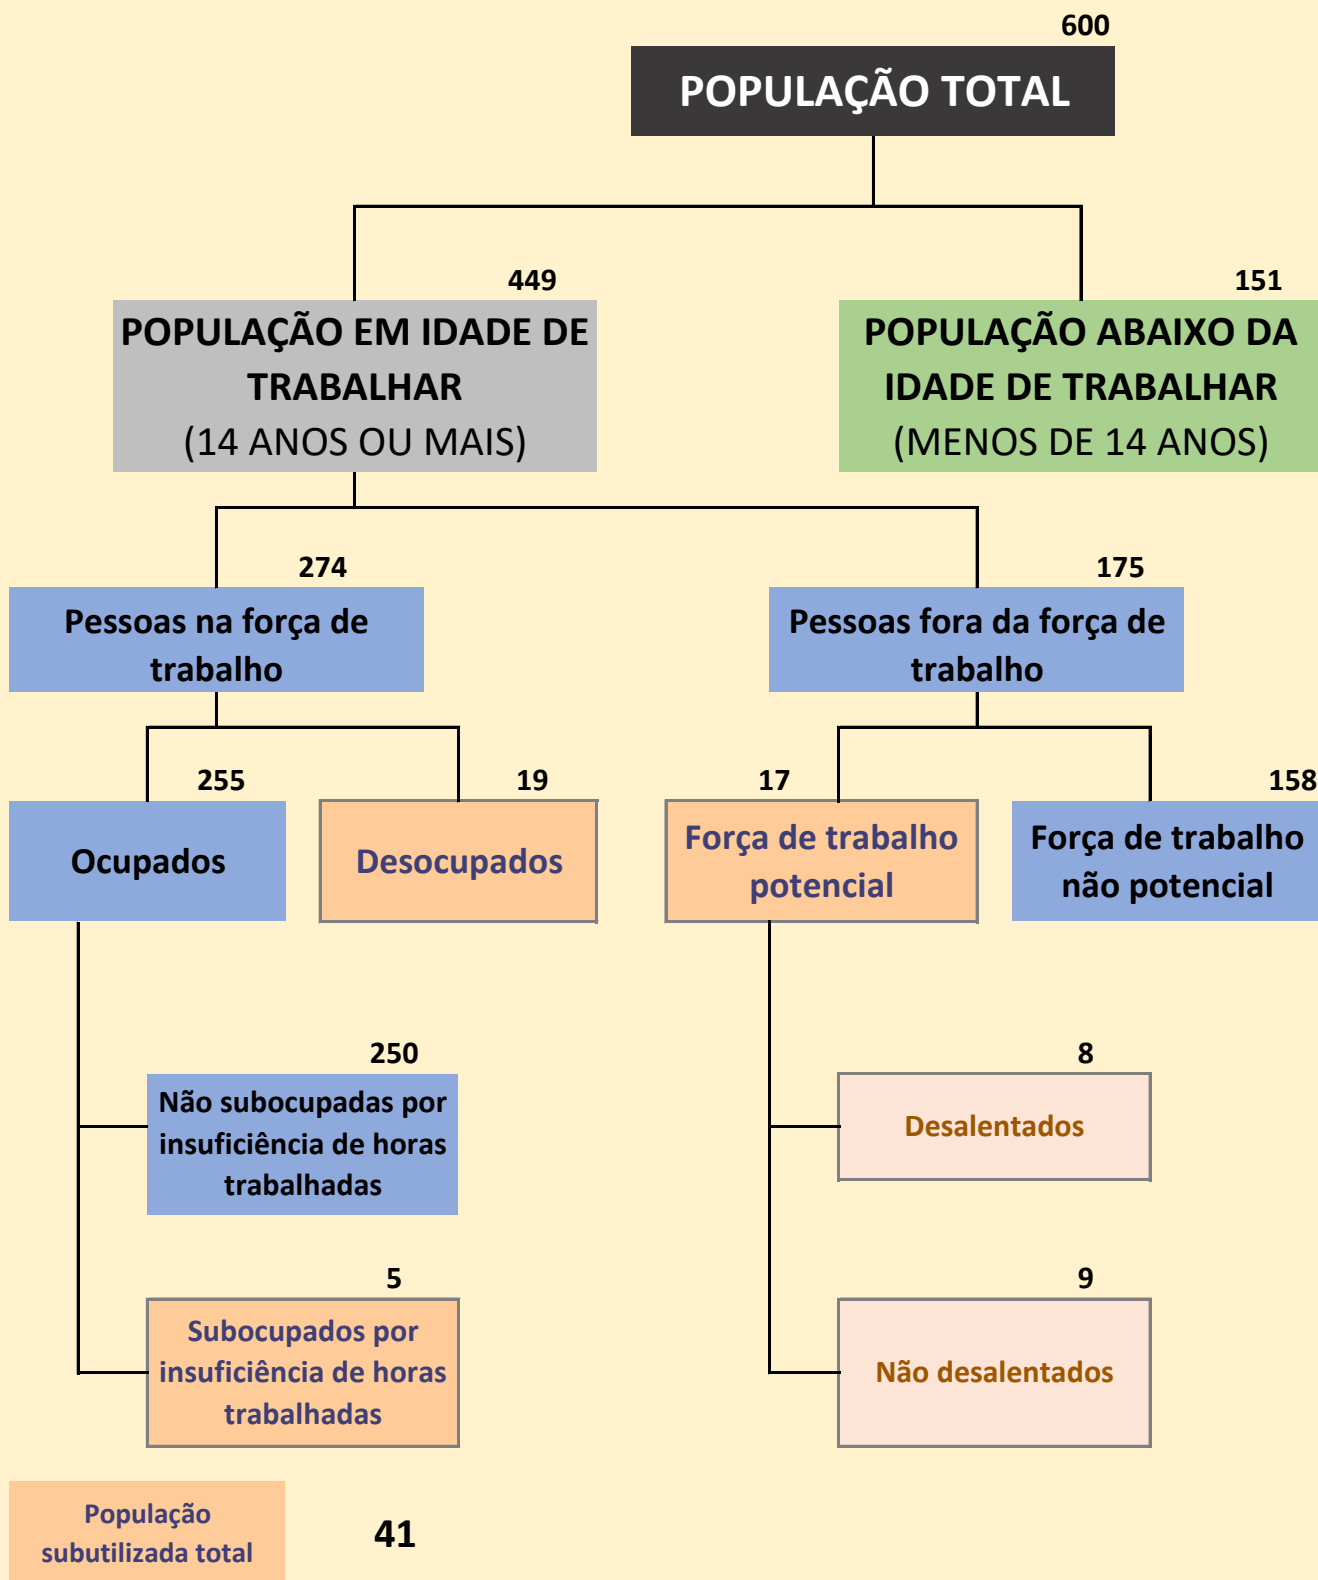 600
POPULAÇÃO TOTAL
449
POPULAÇÃO EM IDADE DE
TRABALHAR
(14 ANOS OU MAIS)
151
POPULAÇÃO ABAIXO DA
IDADE DE TRABALHAR
(MENOS DE 14 ANOS)
274
Pessoas na força de
trabalho
175
Pessoas fora da força de
trabalho
255
Ocupados
19
Desocupados
17
Força de trabalho
potencial
158
Força de trabalho
não potencial
250
Não subocupadas por
insuficiência de horas
trabalhadas
8
Desalentados
5
Subocupados por
insuficiência de horas
trabalhadas
9
Não desalentados
População
subutilizada total
41